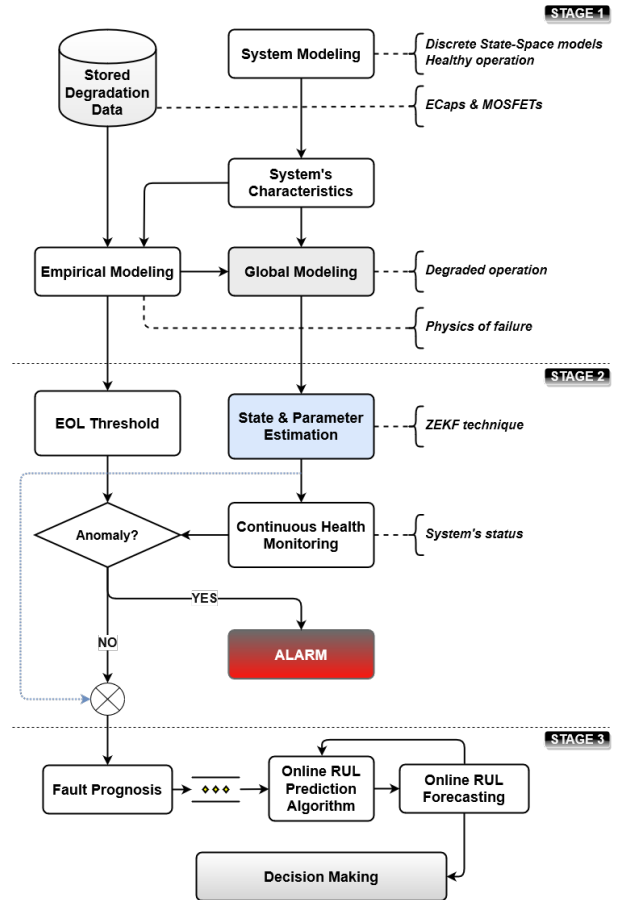 STAGE 1
Stored
Degradation
Data
System Modeling
Discrete State-Space models
Healthy operation
ECaps & MOSFETs
System's
Characteristics
Empirical Modeling
Global Modeling
Degraded operation
Physics of failure
STAGE 2
EOL Threshold
State & Parameter
Estimation
ZEKF technique
Anomaly?
Continuous Health
Monitoring
System's status
YES
NO
ALARM
STAGE 3
Fault Prognosis
Online RUL
Prediction
Algorithm
Online RUL
Forecasting
Decision Making